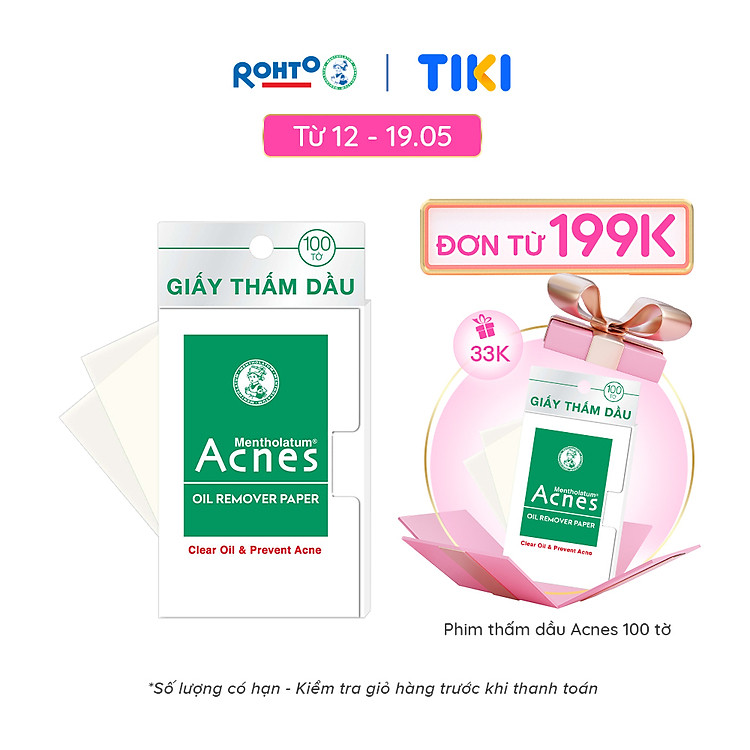 ROHTO
TIKI
Từ 12 - 19.05
100
TỜ
GIẤY THẤM DẦU
Mentholatum®
Acnes
OIL REMOVER PAPER
Clear Oil & Prevent Acne
ĐƠN TỪ 199K
33K
100
TỜ
GIẤY THẤM DẦU
Mentholatum®
Acnes
OIL REMOVER PAPER
Clear Oil & Prevent Acne
Phim thấm dầu Acnes 100 tờ
*Số lượng có hạn - Kiểm tra giỏ hàng trước khi thanh toán